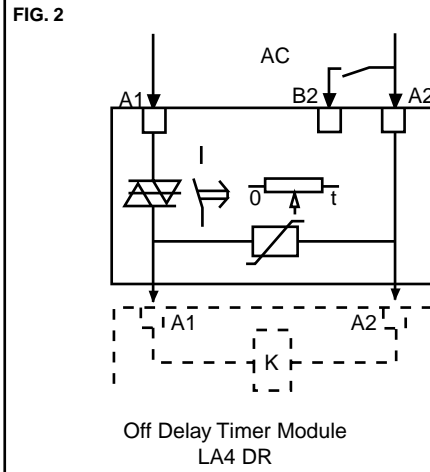 FIG. 2
AC
A1 B2 A2
0 t
A1 A2
K
Off Delay Timer Module
LA4 DR